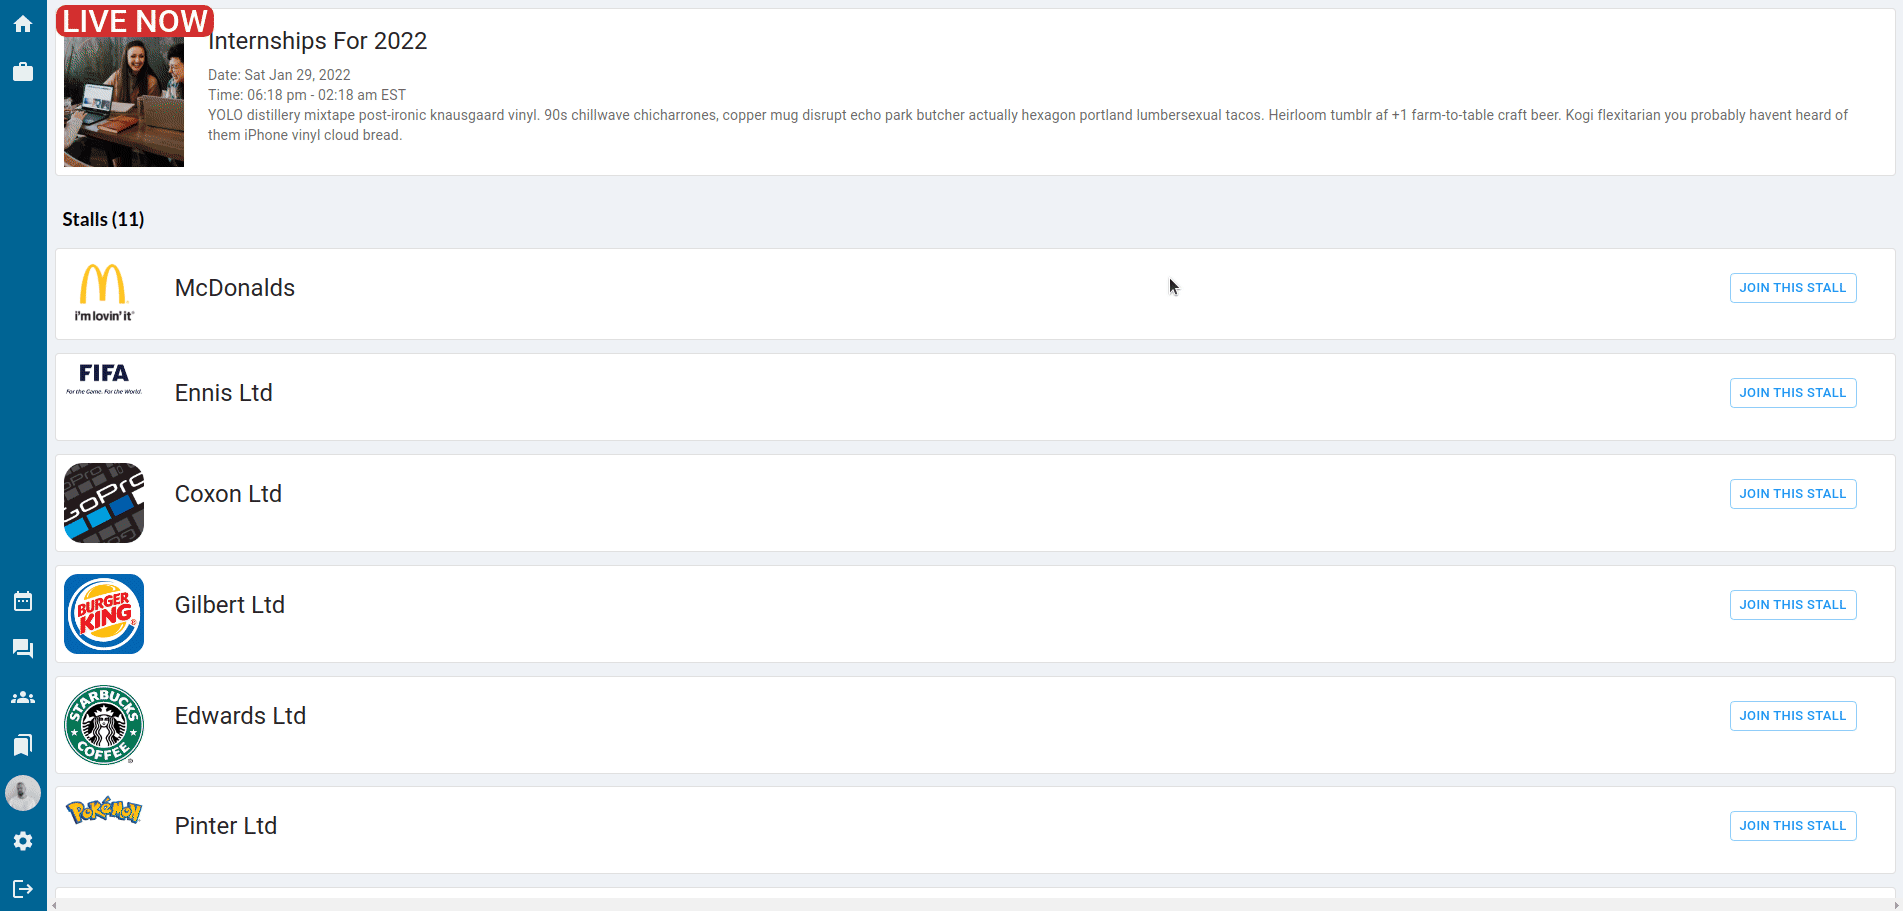 LIVE NOW
Internships For 2022
Date: Sat Jan 29, 2022
Time: 06:18 pm - 02:18 am EST
YOLO distillery mixtape post-ironic knausgaard vinyl. 90s chillwave chicharrones, copper mug disrupt echo park butcher actually hexagon portland lumbersexual tacos. Heirloom tumblr af +1 farm-to-table craft beer. Kogi flexitarian you probably havent heard of
them iPhone vinyl cloud bread.
Stalls (11)
i'm lovin' it®
McDonalds
JOIN THIS STALL
FIFA
For the Game. For the World.
Ennis Ltd
JOIN THIS STALL
GoPro
Coxon Ltd
JOIN THIS STALL
BURGER
KING®
Gilbert Ltd
JOIN THIS STALL
STARBUCKS
COFFEE
Edwards Ltd
JOIN THIS STALL
Pokémon
Pinter Ltd
JOIN THIS STALL